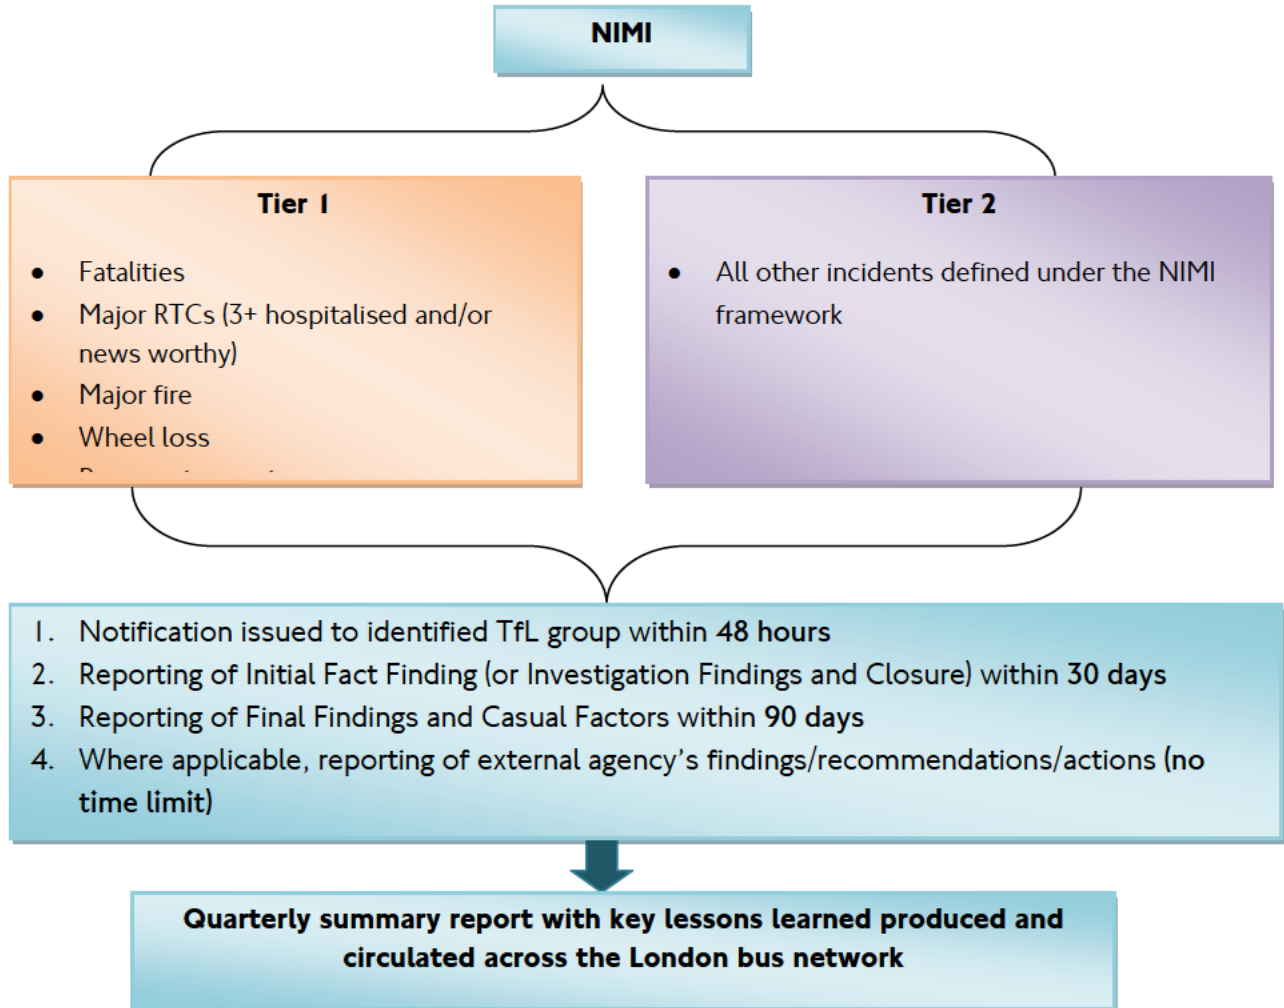 NIMI
Tier 1
• Fatalities
• Major RTCs (3+ hospitalised and/or
news worthy)
• Major fire
• Wheel loss
Tier 2
• All other incidents defined under the NIMI
framework
1. Notification issued to identified TfL group within 48 hours
2. Reporting of Initial Fact Finding (or Investigation Findings and Closure) within 30 days
3. Reporting of Final Findings and Casual Factors within 90 days
4. Where applicable, reporting of external agency’s findings/recommendations/actions (no
time limit)
Quarterly summary report with key lessons learned produced and
circulated across the London bus network